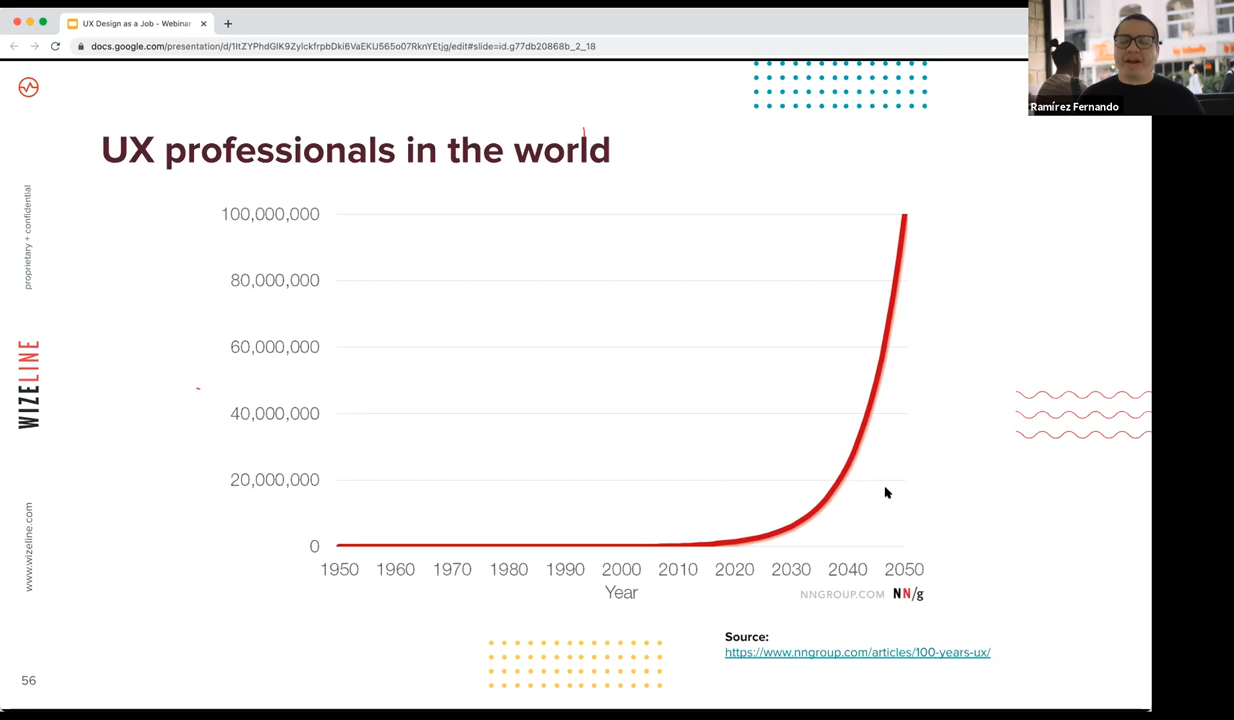 UX Design as a Job - Webinar
docs.google.com/presentation/d/1ItZYPhdGlK9ZylckfrpbDki6VaEKU565o07RknYEtjg/edit#slide=id.g77db20868b_2_18
Ramírez Fernando
UX professionals in the world
proprietary + confidential
WIZELINE
www.wizeline.com
100,000,000
80,000,000
60,000,000
40,000,000
20,000,000
0
1950 1960 1970 1980 1990 2000 2010 2020 2030 2040 2050
Year
NNGROUP.COM NN/g
Source:
https://www.nngroup.com/articles/100-years-ux/
56